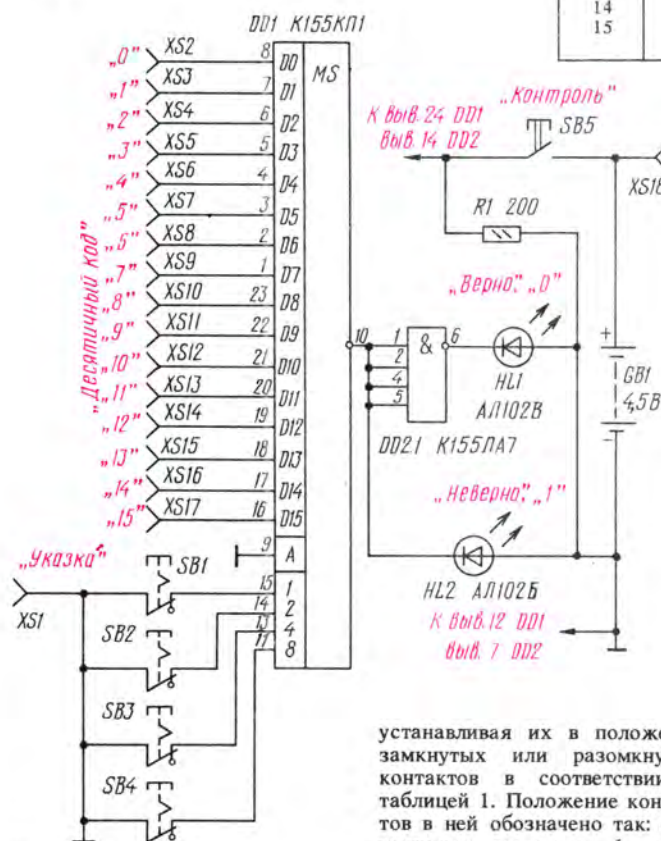 14
15
DD1 К155КП1
MS
„0” XS2 8 D0
„1” XS3 7 D1
„2” XS4 6 D2
„3” XS5 5 D3
„4” XS6 4 D4
„5” XS7 3 D5
„6” XS8 2 D6
„7” XS9 1 D7
„8” XS10 23 D8
„9” XS11 22 D9
„10” XS12 21 D10
„11” XS13 20 D11
„12” XS14 19 D12
„13” XS15 18 D13
„14” XS16 17 D14
„15” XS17 16 D15
„Десятичный код”
9 A
15 1
14 2
13 4
11 8
„Указка”
XS1
SB1
SB2
SB3
SB4
„Контроль”
SB5
К выв. 24 DD1
выв. 14 DD2
XS18
R1 200
„Верно”, „0”
10
1 & 6
2
4
5
HL1
АЛ102В
DD2.1 К155ЛА7
+
GB1
4,5В
-
„Неверно”, „1”
HL2 АЛ102Б
К выв. 12 DD1
выв. 7 DD2
устанавливая их в полож
замкнутых или разомкну
контактов в соответствии
таблицей 1. Положение кон
тов в ней обозначено так: